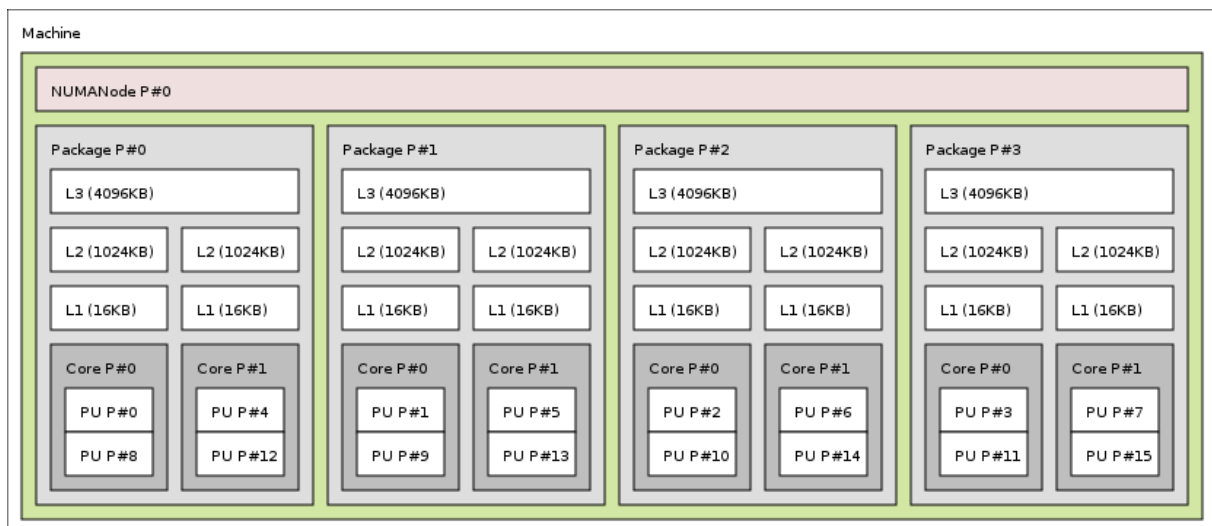 Machine
NUMANode P#0
Package P#0 Package P#1 Package P#2 Package P#3
L3 (4096KB) L3 (4096KB) L3 (4096KB) L3 (4096KB)
L2 (1024KB) L2 (1024KB) L2 (1024KB) L2 (1024KB) L2 (1024KB) L2 (1024KB) L2 (1024KB) L2 (1024KB)
L1 (16KB) L1 (16KB) L1 (16KB) L1 (16KB) L1 (16KB) L1 (16KB) L1 (16KB) L1 (16KB)
Core P#0 Core P#1 Core P#0 Core P#1 Core P#0 Core P#1 Core P#0 Core P#1
PU P#0 PU P#4 PU P#1 PU P#5 PU P#2 PU P#6 PU P#3 PU P#7
PU P#8 PU P#12 PU P#9 PU P#13 PU P#10 PU P#14 PU P#11 PU P#15